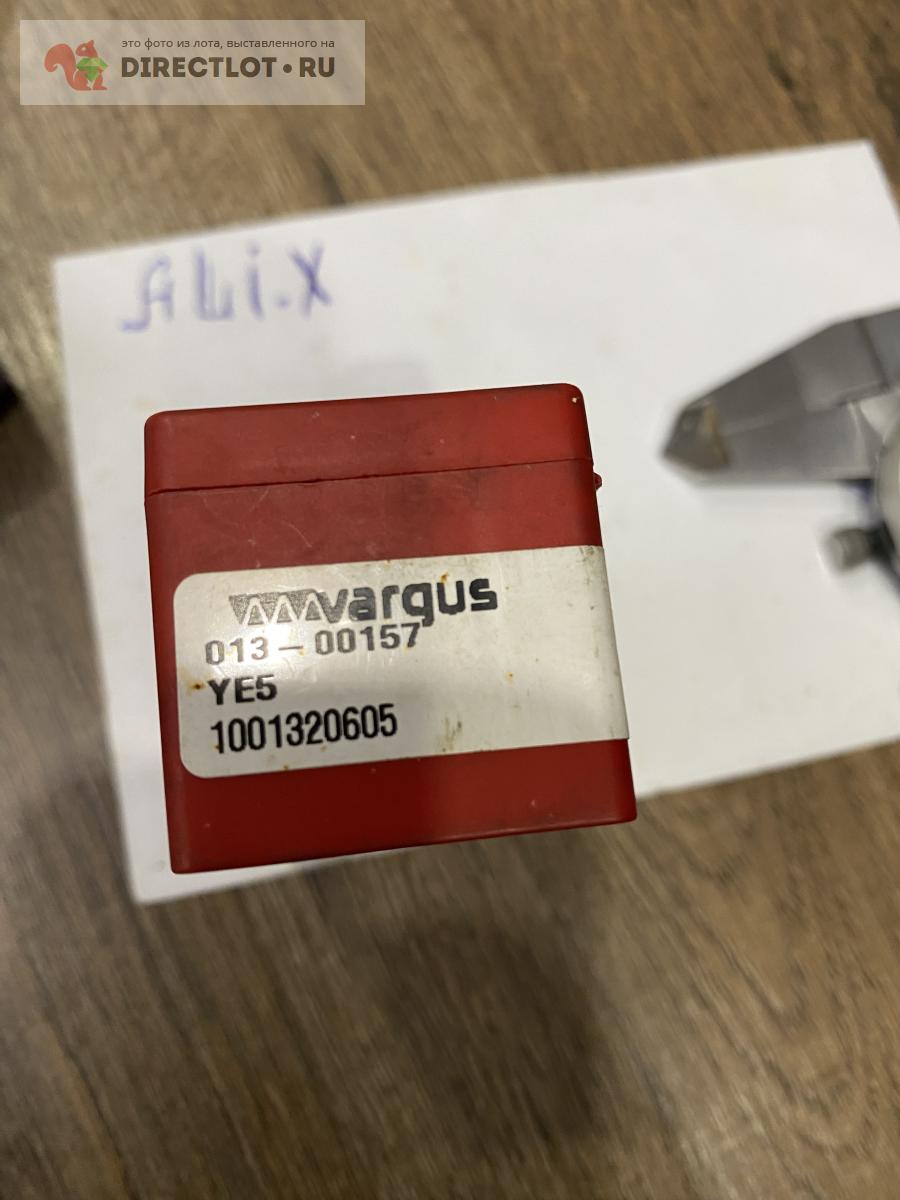 это фото из лота, выставленного на
DIRECTLOT•RU
ALi.X
vargus
013-00157
YE5
1001320605